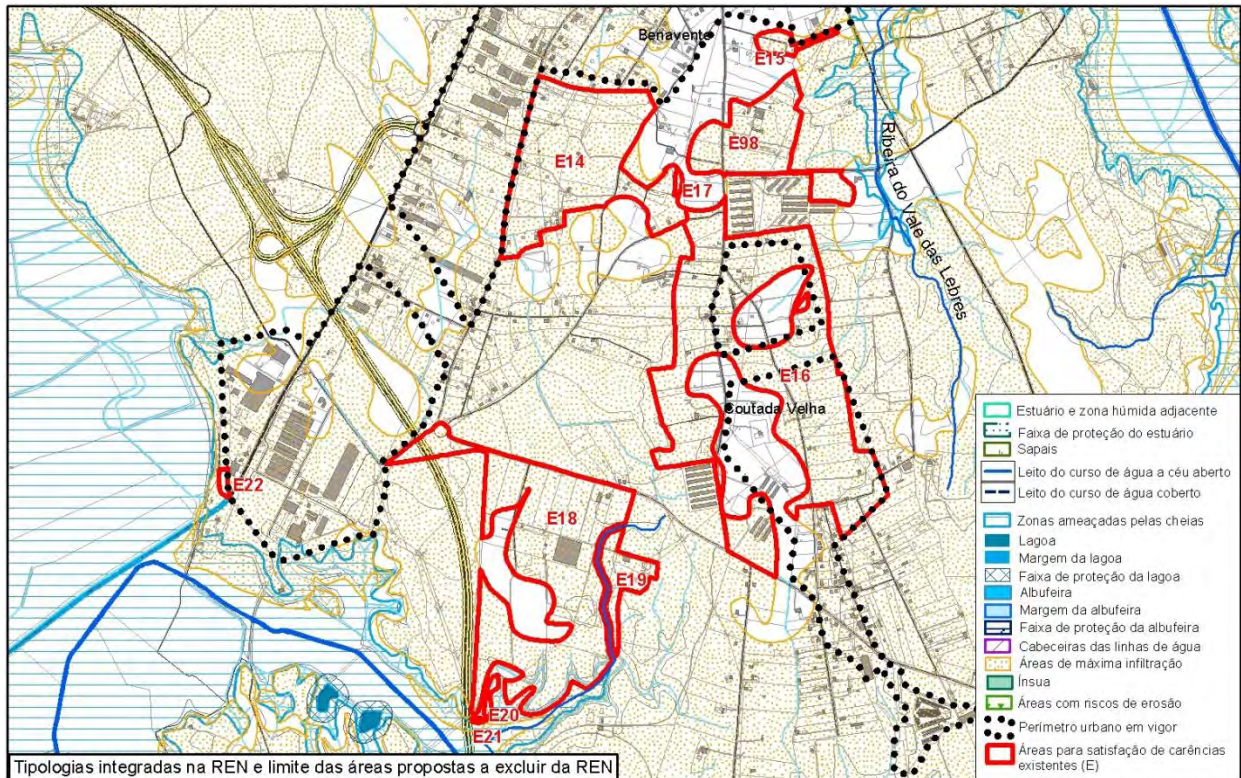 Benavente
E15
E14
E98
E17
Ribeira do Vale das Lebres
E16
Coutada Velha
E22
E18
E19
E20
E21
Estuário e zona húmida adjacente
Faixa de proteção do estuário
Sapais
Leito do curso de água a céu aberto
Leito do curso de água coberto
Zonas ameaçadas pelas cheias
Lagoa
Margem da lagoa
Faixa de proteção da lagoa
Albufeira
Margem da albufeira
Faixa de proteção da albufeira
Cabeceiras das linhas de água
Áreas de máxima infiltração
Ínsua
Áreas com riscos de erosão
Perímetro urbano em vigor
Áreas para satisfação de carências
existentes (E)
Tipologias integradas na REN e limite das áreas propostas a excluir da REN